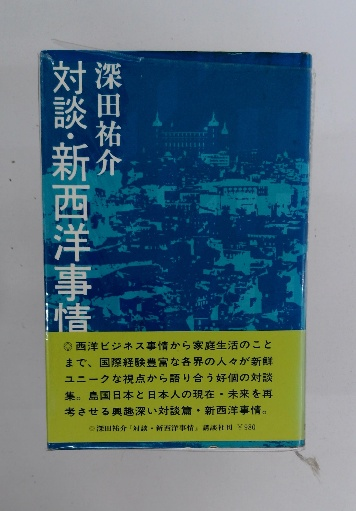 深田祐介
対談・新西洋事情
◎西洋ビジネス事情から家庭生活のこと
まで、国際経験豊富な各界の人々が新鮮
ユニークな視点から語り合う好個の対談
集。島国日本と日本人の現在・未来を再
考させる興趣深い対談篇・新西洋事情。
◎深田祐介「対談・新西洋事情」講談社刊 ¥980